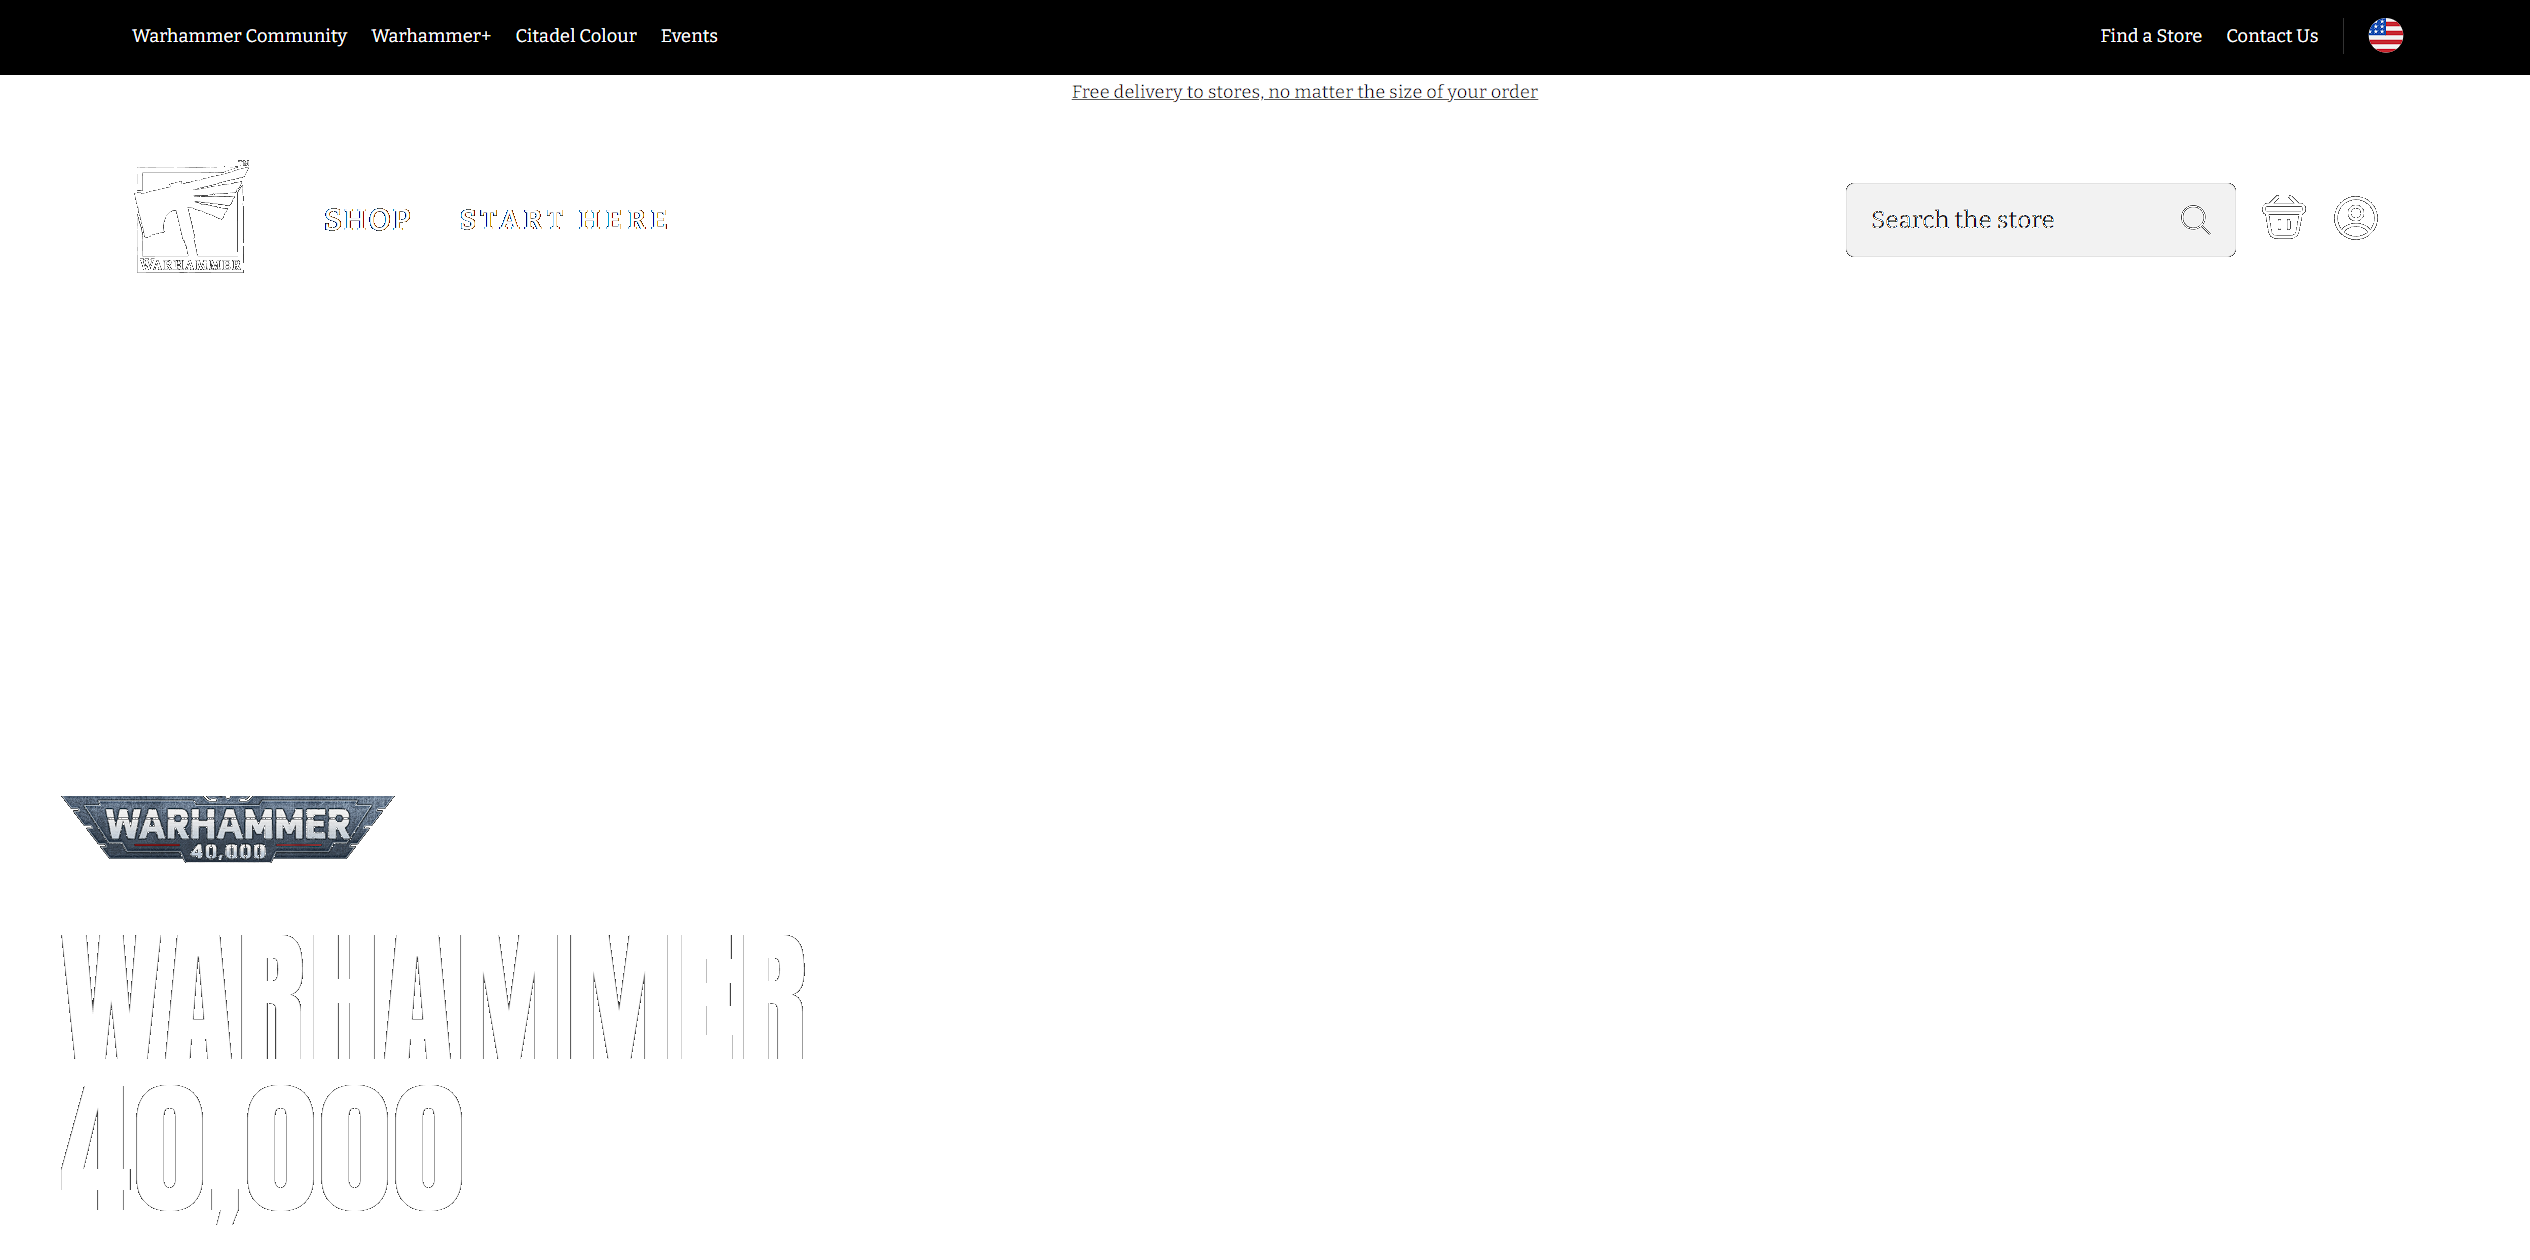 Warhammer Community Warhammer+ Citadel Colour Events Find a Store Contact Us
Free delivery to stores, no matter the size of your order
TM
WARHAMMER
SHOP START HERE Search the store
WARHAMMER
40,000
WARHAMMER
40,000